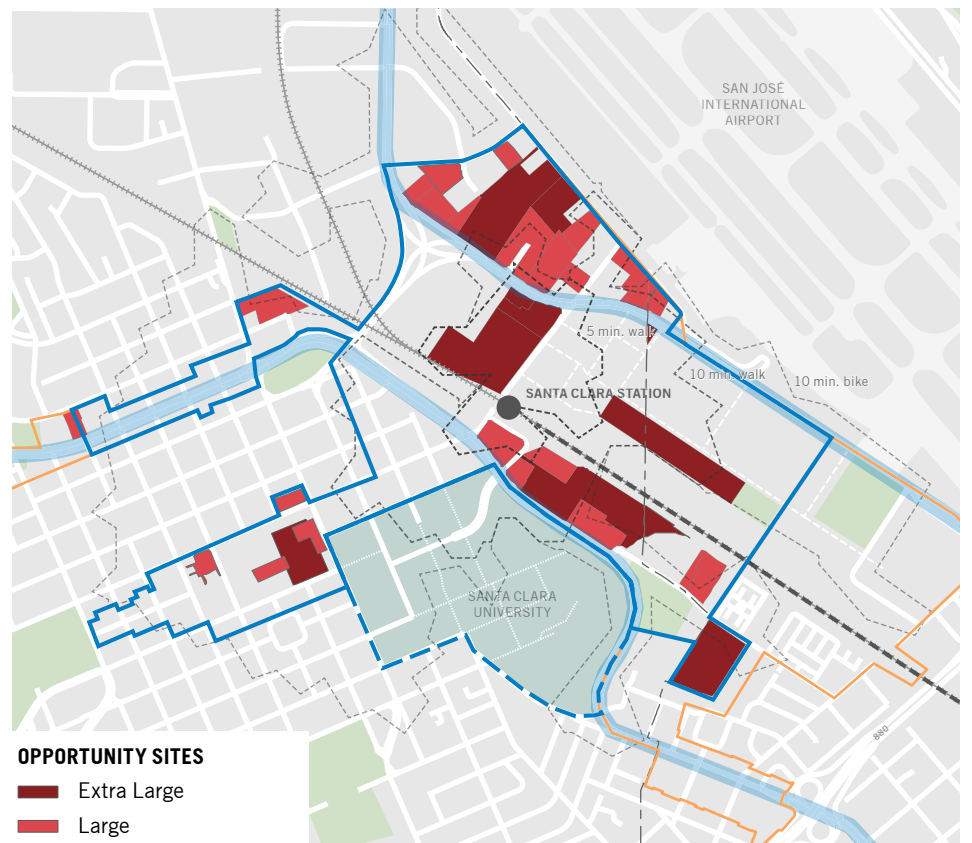 SAN JOSÉ
INTERNATIONAL
AIRPORT
5 min. walk
10 min. walk
10 min. bike
SANTA CLARA STATION
SANTA CLARA
UNIVERSITY
880
OPPORTUNITY SITES
Extra Large
Large